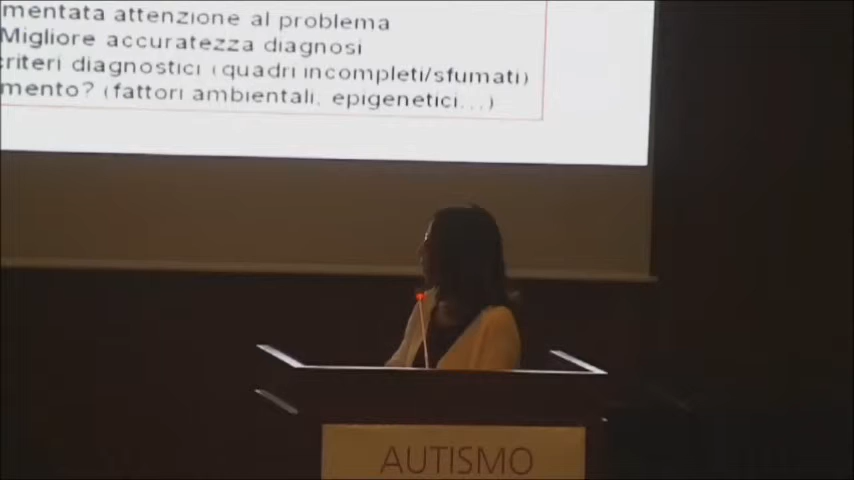 mentata attenzione al problema
Migliore accuratezza diagnosi
criteri diagnostici (quadri incompleti/sfumati)
mento? (fattori ambientali, epigenetici...)
AUTISMO